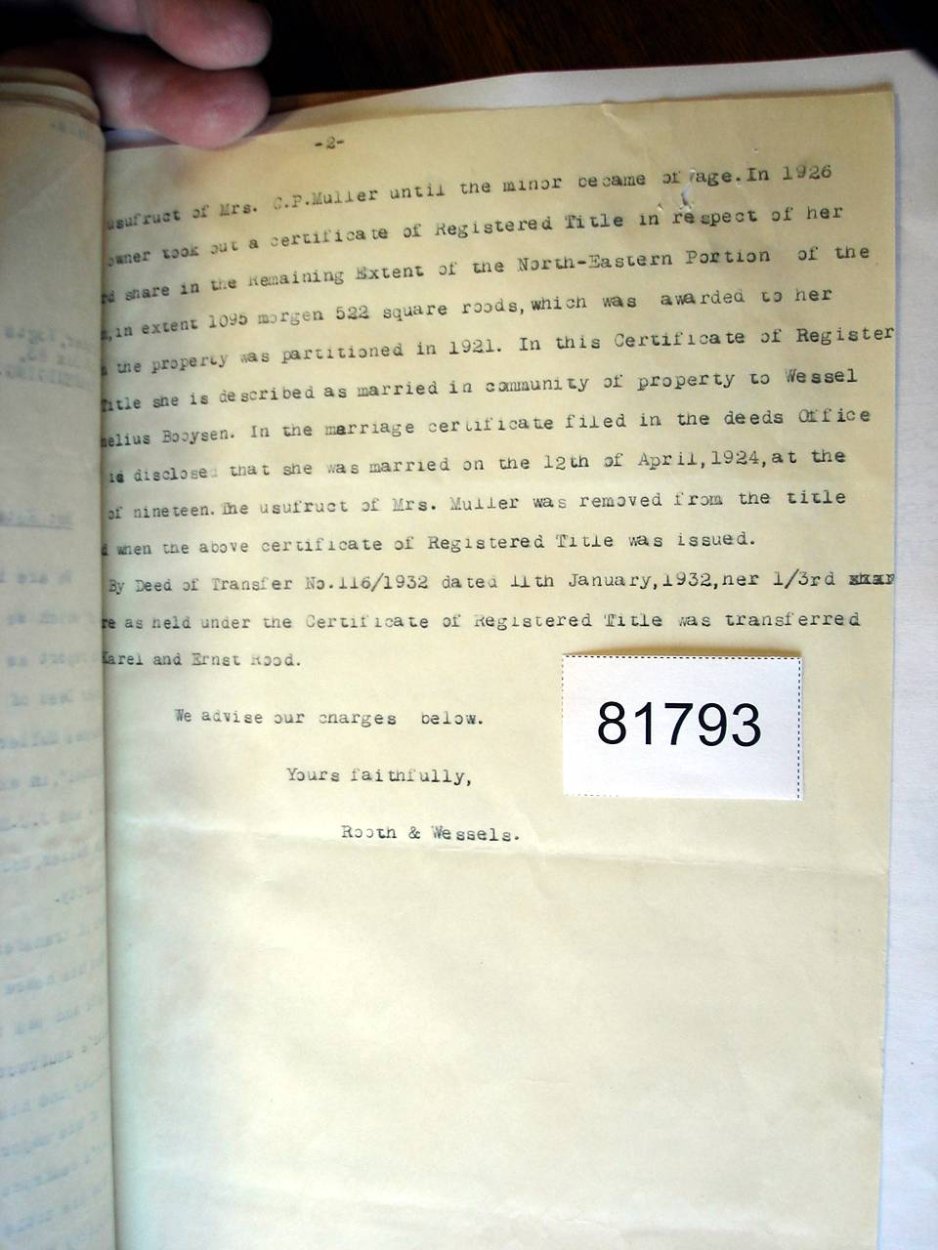 -2-
usufruct of Mrs. C.P.Muller until the minor became of age.In 1926
owner took out a certificate of Registered Title in respect of her
rd share in the Remaining Extent of the North-Eastern Portion of the
,in extent 1095 morgen 522 square roods,which was awarded to her
the property was partitioned in 1921. In this Certificate of Register
Title she is described as married in community of property to Wessel
nelius Booysen. In the marriage certificate filed in the deeds Office
is disclosed that she was married on the 12th of April,1924,at the
of nineteen.The usufruct of Mrs. Muller was removed from the title
d when the above certificate of Registered Title was issued.
By Deed of Transfer No.116/1932 dated 11th January,1932,her 1/3rd xhar
re as held under the Certificate of Registered Title was transferred
Karel and Ernst Rood.
We advise our charges below.
Yours faithfully,
Rooth & Wessels.
81793